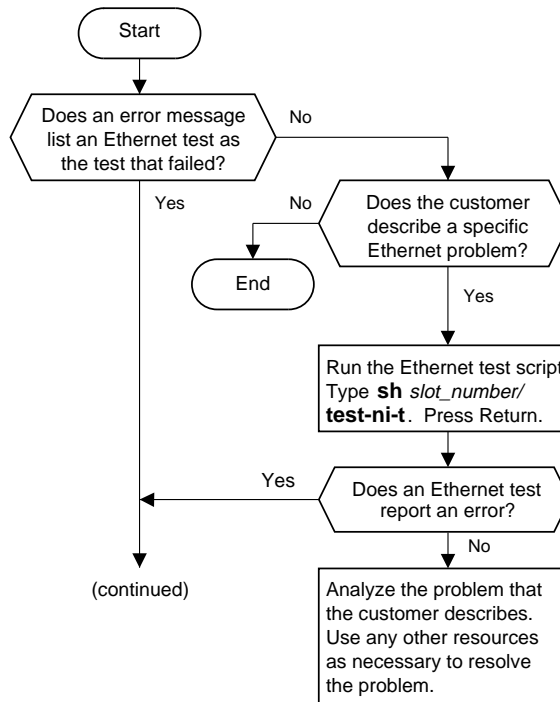 Start
Does an error message
list an Ethernet test as
the test that failed?
No
Yes
No
Does the customer
describe a specific
Ethernet problem?
End
Yes
Run the Ethernet test script
Type sh slot_number/
test-ni-t. Press Return.
Yes
Does an Ethernet test
report an error?
No
(continued)
Analyze the problem that
the customer describes.
Use any other resources
as necessary to resolve
the problem.